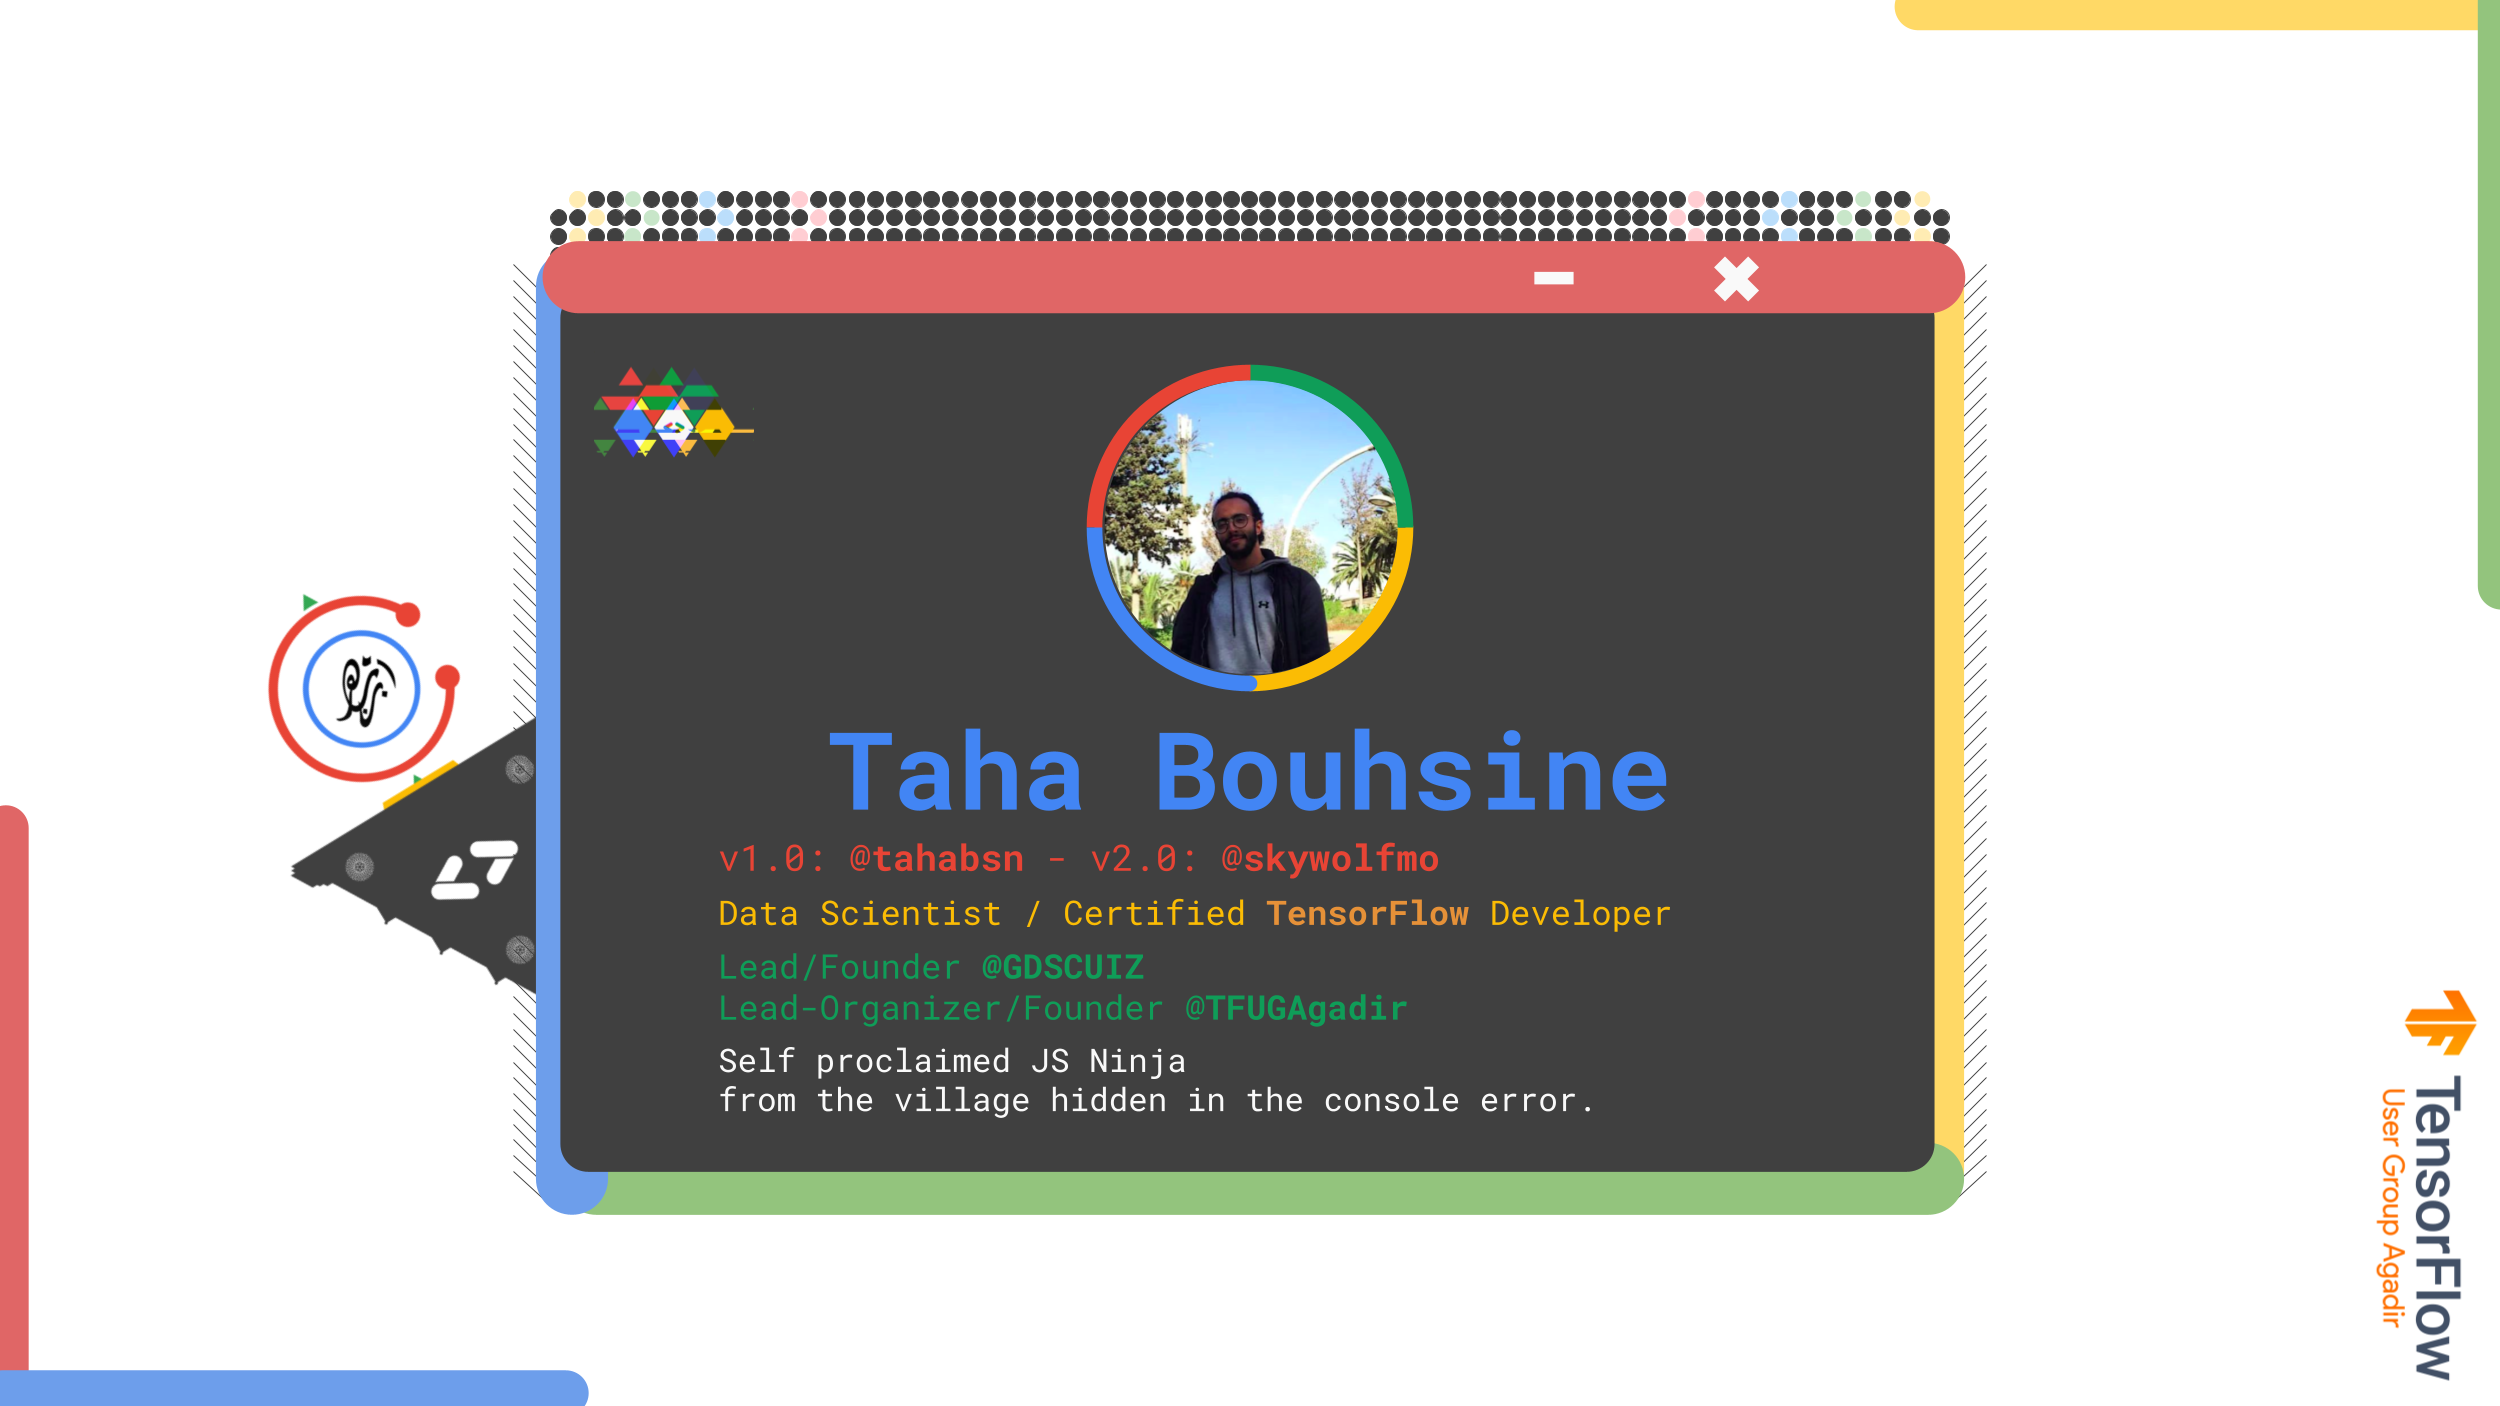 Taha Bouhsine
v1.0: @tahabsn - v2.0: @skywolfmo
Data Scientist / Certified TensorFlow Developer
Lead/Founder @GDSCUIZ
Lead-Organizer/Founder @TFUGAgadir
Self proclaimed JS Ninja
from the village hidden in the console error.
TensorFlow
User Group Agadir